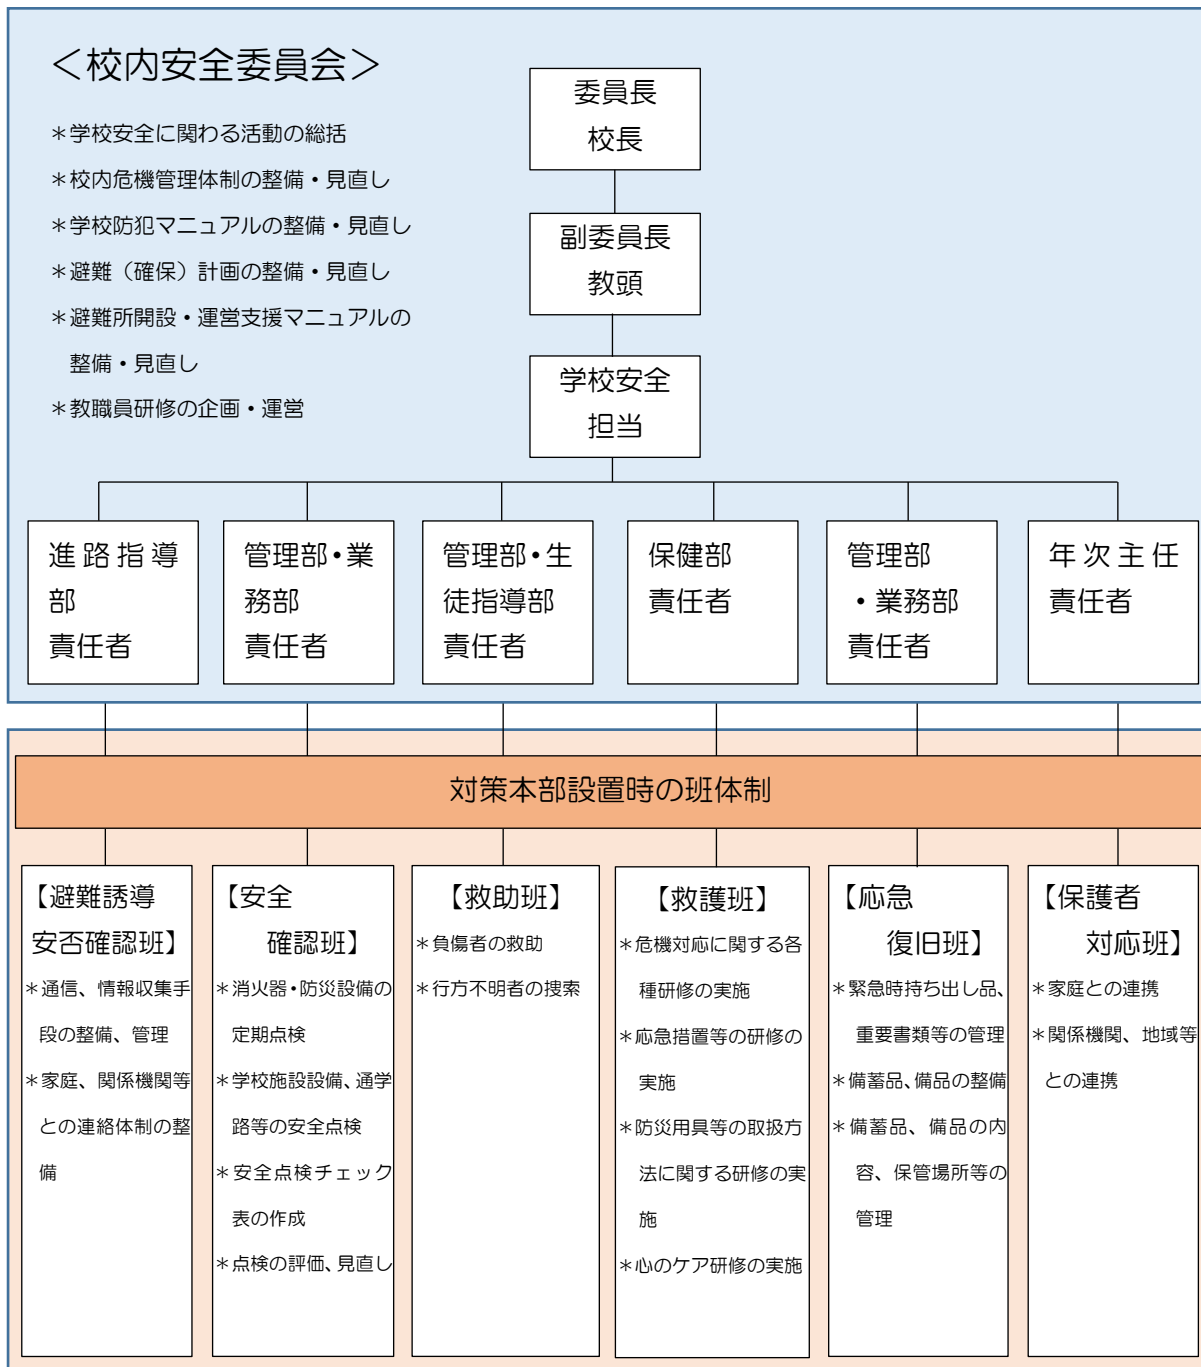 ＜校内安全委員会＞
＊学校安全に関わる活動の総括
＊校内危機管理体制の整備・見直し
＊学校防犯マニュアルの整備・見直し
＊避難（確保）計画の整備・見直し
＊避難所開設・運営支援マニュアルの
整備・見直し
＊教職員研修の企画・運営
委員長
校長
副委員長
教頭
学校安全
担当
進路指導
部
責任者
管理部・業
務部
責任者
管理部・生
徒指導部
責任者
保健部
責任者
管理部
・業務部
責任者
年次主任
責任者
対策本部設置時の班体制
【避難誘導
安否確認班】
＊通信、情報収集手
段の整備、管理
＊家庭、関係機関等
との連絡体制の整
備
【安全
確認班】
＊消火器・防災設備の
定期点検
＊学校施設設備、通学
路等の安全点検
＊安全点検チェック
表の作成
＊点検の評価、見直し
【救助班】
＊負傷者の救助
＊行方不明者の捜索
【救護班】
＊危機対応に関する各
種研修の実施
＊応急措置等の研修の
実施
＊防災用具等の取扱方
法に関する研修の実
施
＊心のケア研修の実施
【応急
復旧班】
＊緊急時持ち出し品、
重要書類等の管理
＊備蓄品、備品の整備
＊備蓄品、備品の内
容、保管場所等の
管理
【保護者
対応班】
＊家庭との連携
＊関係機関、地域等
との連携